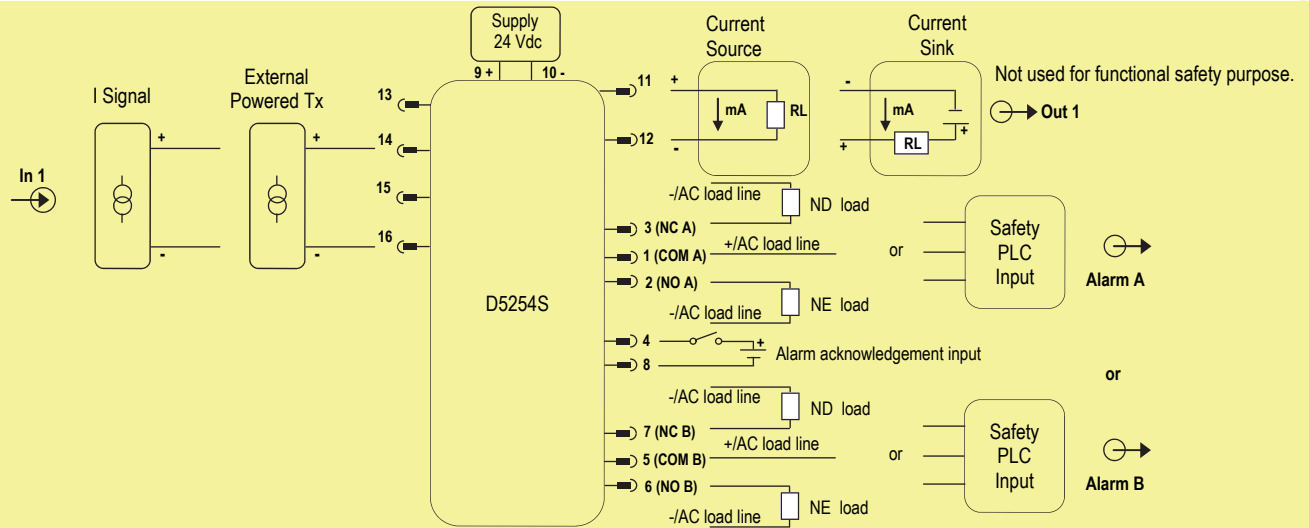 Supply
24 Vdc
9 +
10 -
Current
Source
Current
Sink
Not used for functional safety purpose.
I Signal
External
Powered Tx
13
14
15
16
11
12
+
-
+
-
+
mA
RL
-
-
+
mA
RL
+
Out 1
In 1
D5254S
-/AC load line
ND load
3 (NC A)
1 (COM A)
+/AC load line
2 (NO A)
-/AC load line
NE load
or
Safety
PLC
Input
Alarm A
4
8
+
Alarm acknowledgement input
or
-/AC load line
ND load
7 (NC B)
+/AC load line
5 (COM B)
6 (NO B)
-/AC load line
NE load
or
Safety
PLC
Input
Alarm B